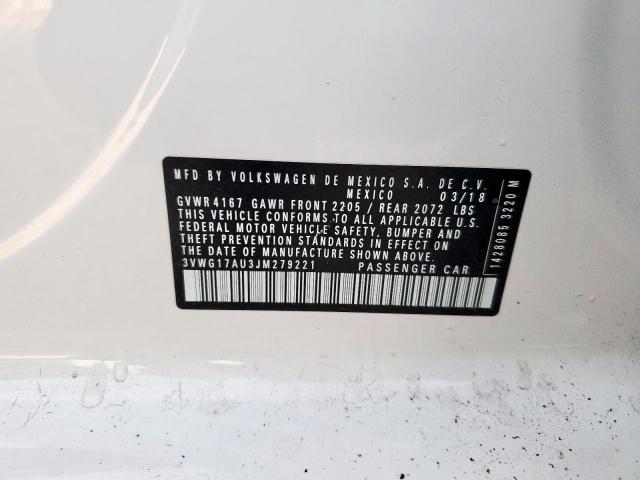 MFD BY VOLKSWAGEN DE MEXICO S.A. DE C.V.
MEXICO 03/18
GVWR 4167 GAWR FRONT 2205 / REAR 2072 LBS
THIS VEHICLE CONFORMS TO ALL APPLICABLE U.S.
FEDERAL MOTOR VEHICLE SAFETY, BUMPER AND
THEFT PREVENTION STANDARDS IN EFFECT ON
THE DATE OF MANUFACTURE SHOWN ABOVE.
3VWG17AU3JM279221 PASSENGER CAR
1428085 3220 M